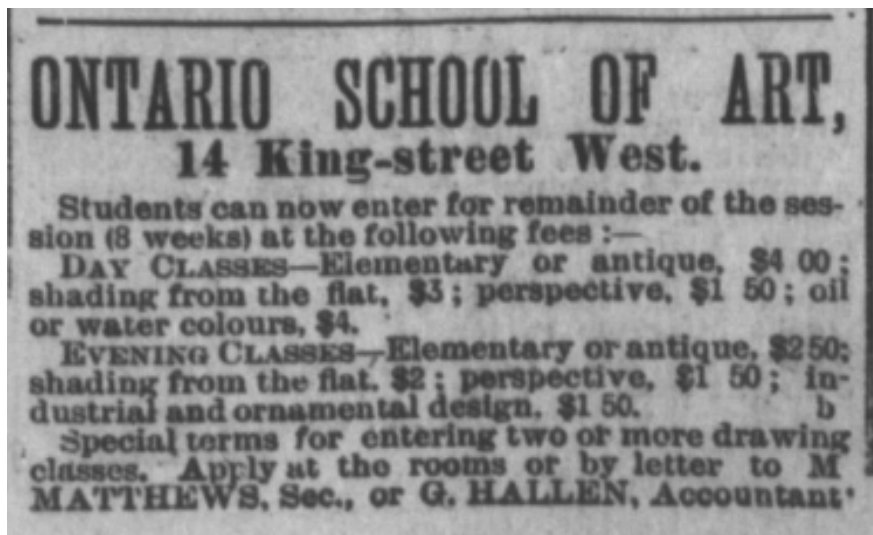 ONTARIO SCHOOL OF ART,
14 King-street West.
Students can now enter for remainder of the ses-
sion (8 weeks) at the following fees :—
DAY CLASSES—Elementary or antique, $4 00;
shading from the flat, $3; perspective, $1 50; oil
or water colours, $4.
EVENING CLASSES—Elementary or antique, $2 50;
shading from the flat. $2; perspective, $1 50; in-
dustrial and ornamental design, $1 50. b
Special terms for entering two or more drawing
classes. Apply at the rooms or by letter to M
MATTHEWS, Sec., or G. HALLEN, Accountant